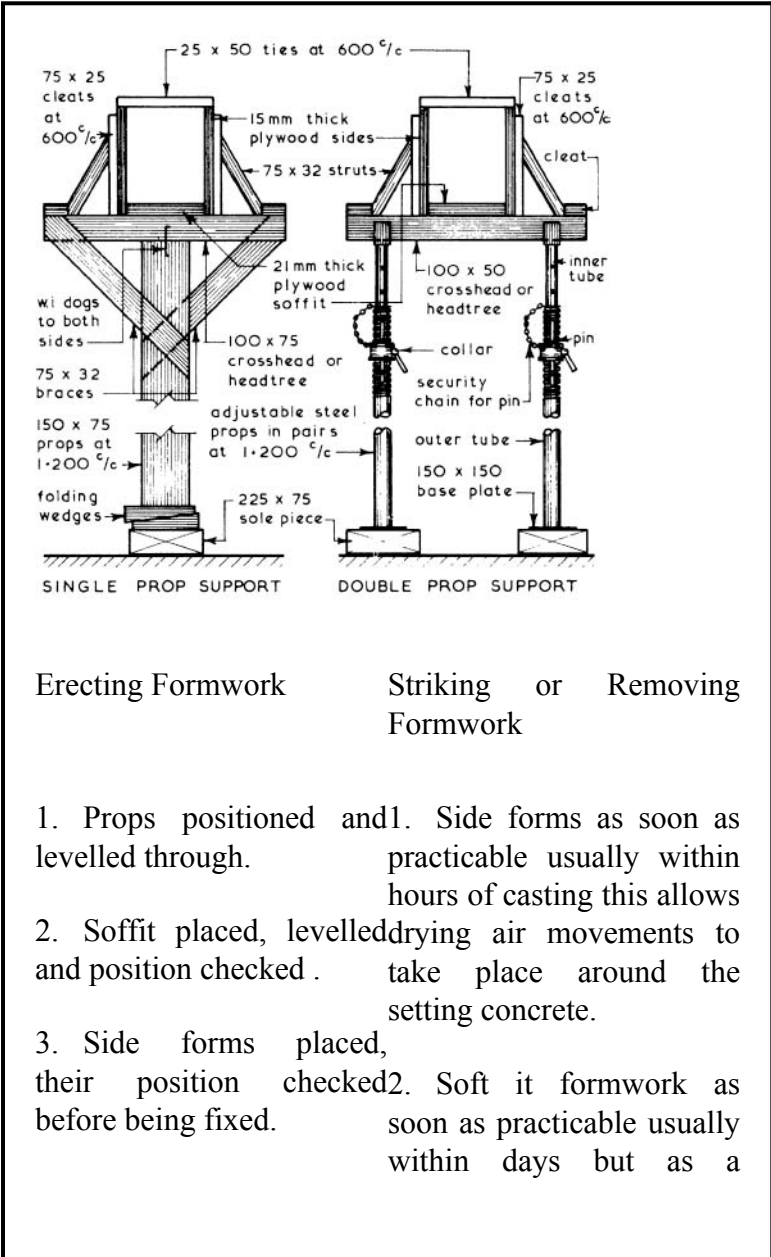 25 x 50 ties at 600 c/c
75 x 25
cleats
at
600 c/c
15mm thick
plywood sides
75 x 32 struts
75 x 25
cleats
at 600 c/c
cleat
21mm thick
plywood
soffit
100 x 50
crosshead or
headtree
inner
tube
w.i dogs
to both
sides
100 x 75
crosshead or
headtree
collar
pin
75 x 32
braces
security
chain for pin
150 x 75
props at
1·200 c/c
adjustable steel
props in pairs
at 1·200 c/c
outer tube
150 x 150
base plate
folding
wedges
225 x 75
sole piece
SINGLE PROP SUPPORT
DOUBLE PROP SUPPORT
Erecting Formwork
1. Props positioned and
levelled through.
2. Soffit placed, levelled
and position checked .
3. Side forms placed,
their position checked
before being fixed.
Striking or Removing
Formwork
1. Side forms as soon as
practicable usually within
hours of casting this allows
drying air movements to
take place around the
setting concrete.
2. Soft it formwork as
soon as practicable usually
within days but as a